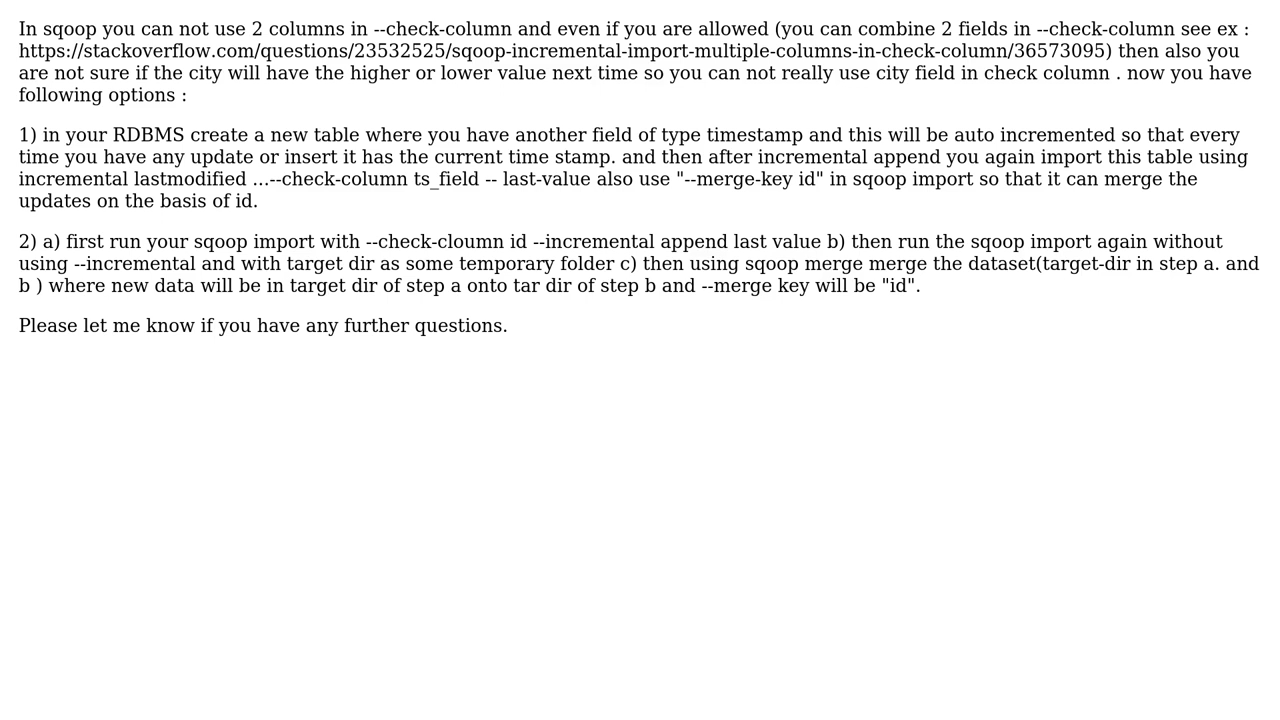 In sqoop you can not use 2 columns in --check-column and even if you are allowed (you can combine 2 fields in --check-column see ex :
https://stackoverflow.com/questions/23532525/sqoop-incremental-import-multiple-columns-in-check-column/36573095) then also you
are not sure if the city will have the higher or lower value next time so you can not really use city field in check column . now you have
following options :
1) in your RDBMS create a new table where you have another field of type timestamp and this will be auto incremented so that every
time you have any update or insert it has the current time stamp. and then after incremental append you again import this table using
incremental lastmodified ...--check-column ts_field -- last-value also use "--merge-key id" in sqoop import so that it can merge the
updates on the basis of id.
2) a) first run your sqoop import with --check-cloumn id --incremental append last value b) then run the sqoop import again without
using --incremental and with target dir as some temporary folder c) then using sqoop merge merge the dataset(target-dir in step a. and
b ) where new data will be in target dir of step a onto tar dir of step b and --merge key will be "id".
Please let me know if you have any further questions.